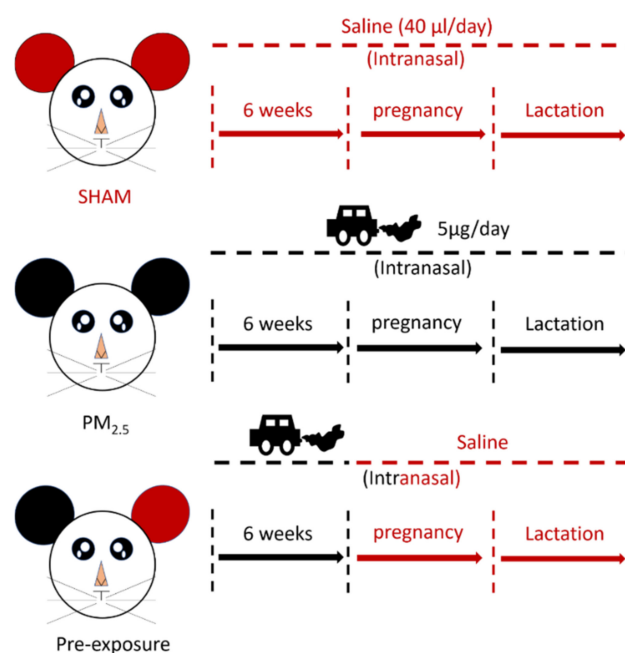 Saline (40 µl/day)
(Intranasal)
6 weeks pregnancy Lactation
SHAM
5µg/day
(Intranasal)
6 weeks pregnancy Lactation
PM2.5
Saline
(Intranasal)
6 weeks pregnancy Lactation
Pre-exposure